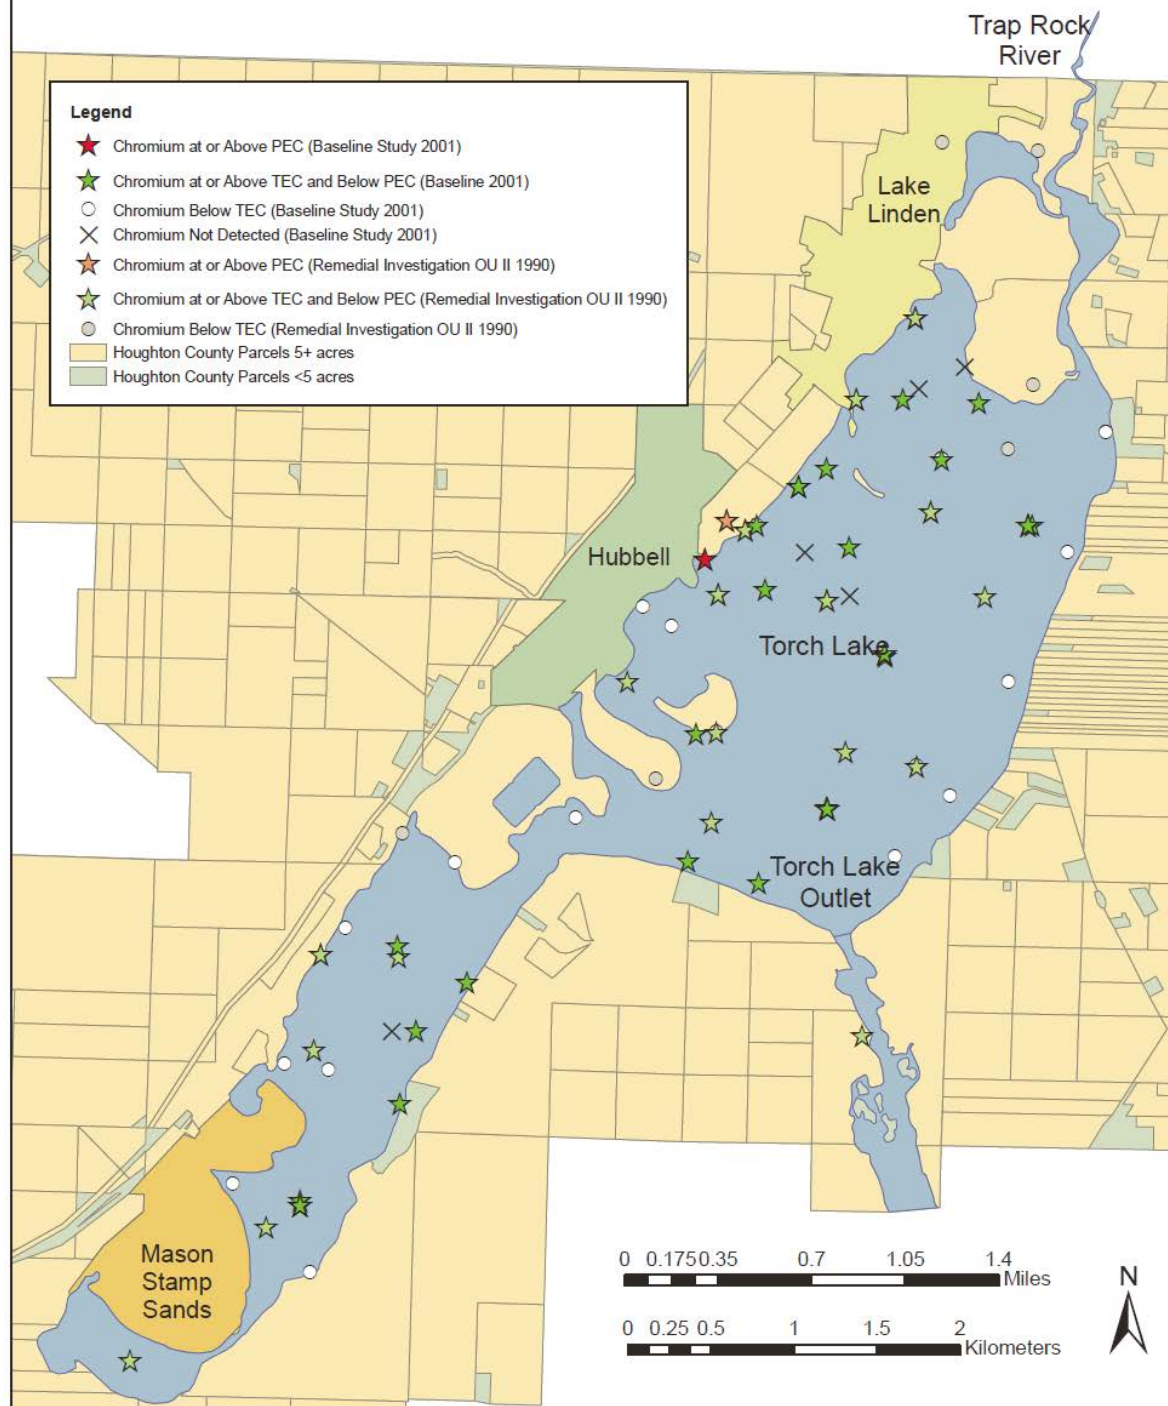 Trap Rock
River
Legend
Chromium at or Above PEC (Baseline Study 2001)
Chromium at or Above TEC and Below PEC (Baseline 2001)
Chromium Below TEC (Baseline Study 2001)
Chromium Not Detected (Baseline Study 2001)
Chromium at or Above PEC (Remedial Investigation OU II 1990)
Chromium at or Above TEC and Below PEC (Remedial Investigation OU II 1990)
Chromium Below TEC (Remedial Investigation OU II 1990)
Houghton County Parcels 5+ acres
Houghton County Parcels <5 acres
Lake
Linden
Hubbell
Torch Lake
Torch Lake
Outlet
Mason
Stamp
Sands
0 0.175 0.35 0.7 1.05 1.4
Miles
0 0.25 0.5 1 1.5 2
Kilometers
N